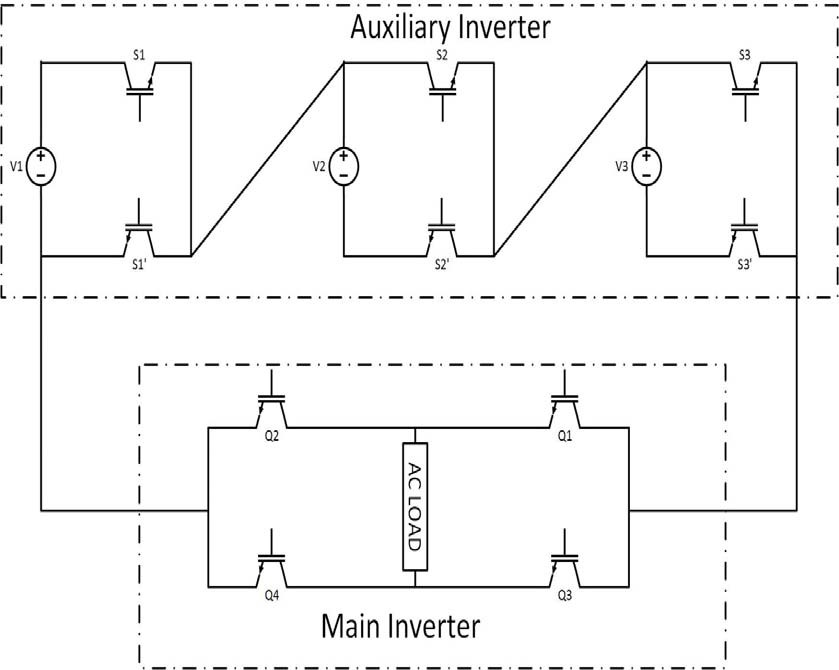 Auxiliary Inverter
S1 S2 S3
V1 + - V2 + - V3 + -
S1' S2' S3'
Q2 Q1
AC LOAD
Q4 Q3
Main Inverter